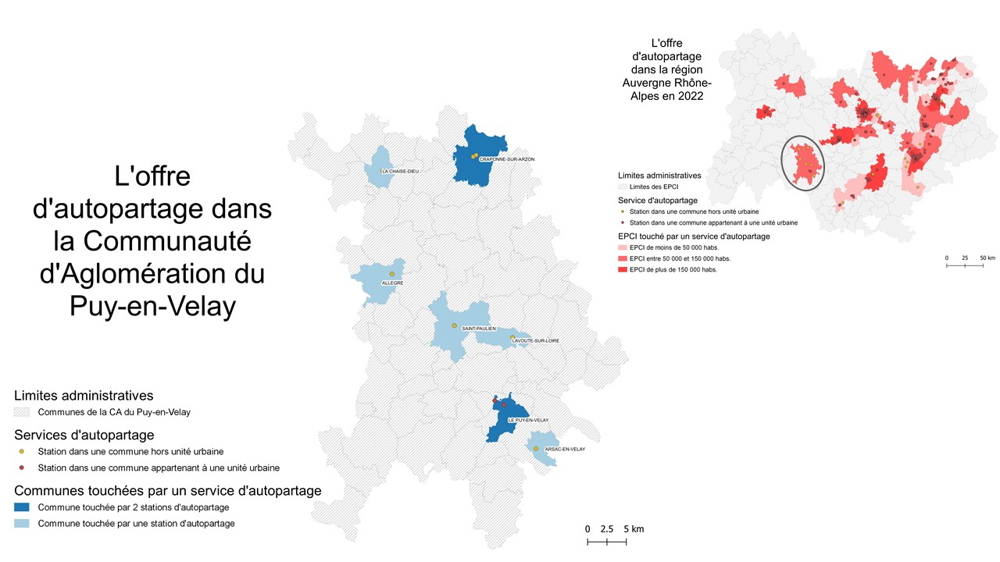 L'offre
d'autopartage dans
la Communauté
d'Aglomération du
Puy-en-Velay
Limites administratives
Communes de la CA du Puy-en-Velay
Services d'autopartage
Station dans une commune hors unité urbaine
Station dans une commune appartenant à une unité urbaine
Communes touchées par un service d'autopartage
Commune touchée par 2 stations d'autopartage
Commune touchée par une station d'autopartage
LA CHAISE-DIEU
CRAPONNE-SUR-ARZON
ALLEGRE
SAINT-PAULIEN
LAVOUTE-SUR-LOIRE
LE PUY-EN-VELAY
ARSAC-EN-VELAY
0 2.5 5 km
L'offre
d'autopartage
dans la région
Auvergne Rhône-
Alpes en 2022
Limites administratives
Limites des EPCI
Service d'autopartage
Station dans une commune hors unité urbaine
Station dans une commune appartenant à une unité urbaine
EPCI touché par un service d'autopartage
EPCI de moins de 50 000 habs.
EPCI entre 50 000 et 150 000 habs.
EPCI de plus de 150 000 habs.
0 25 50 km